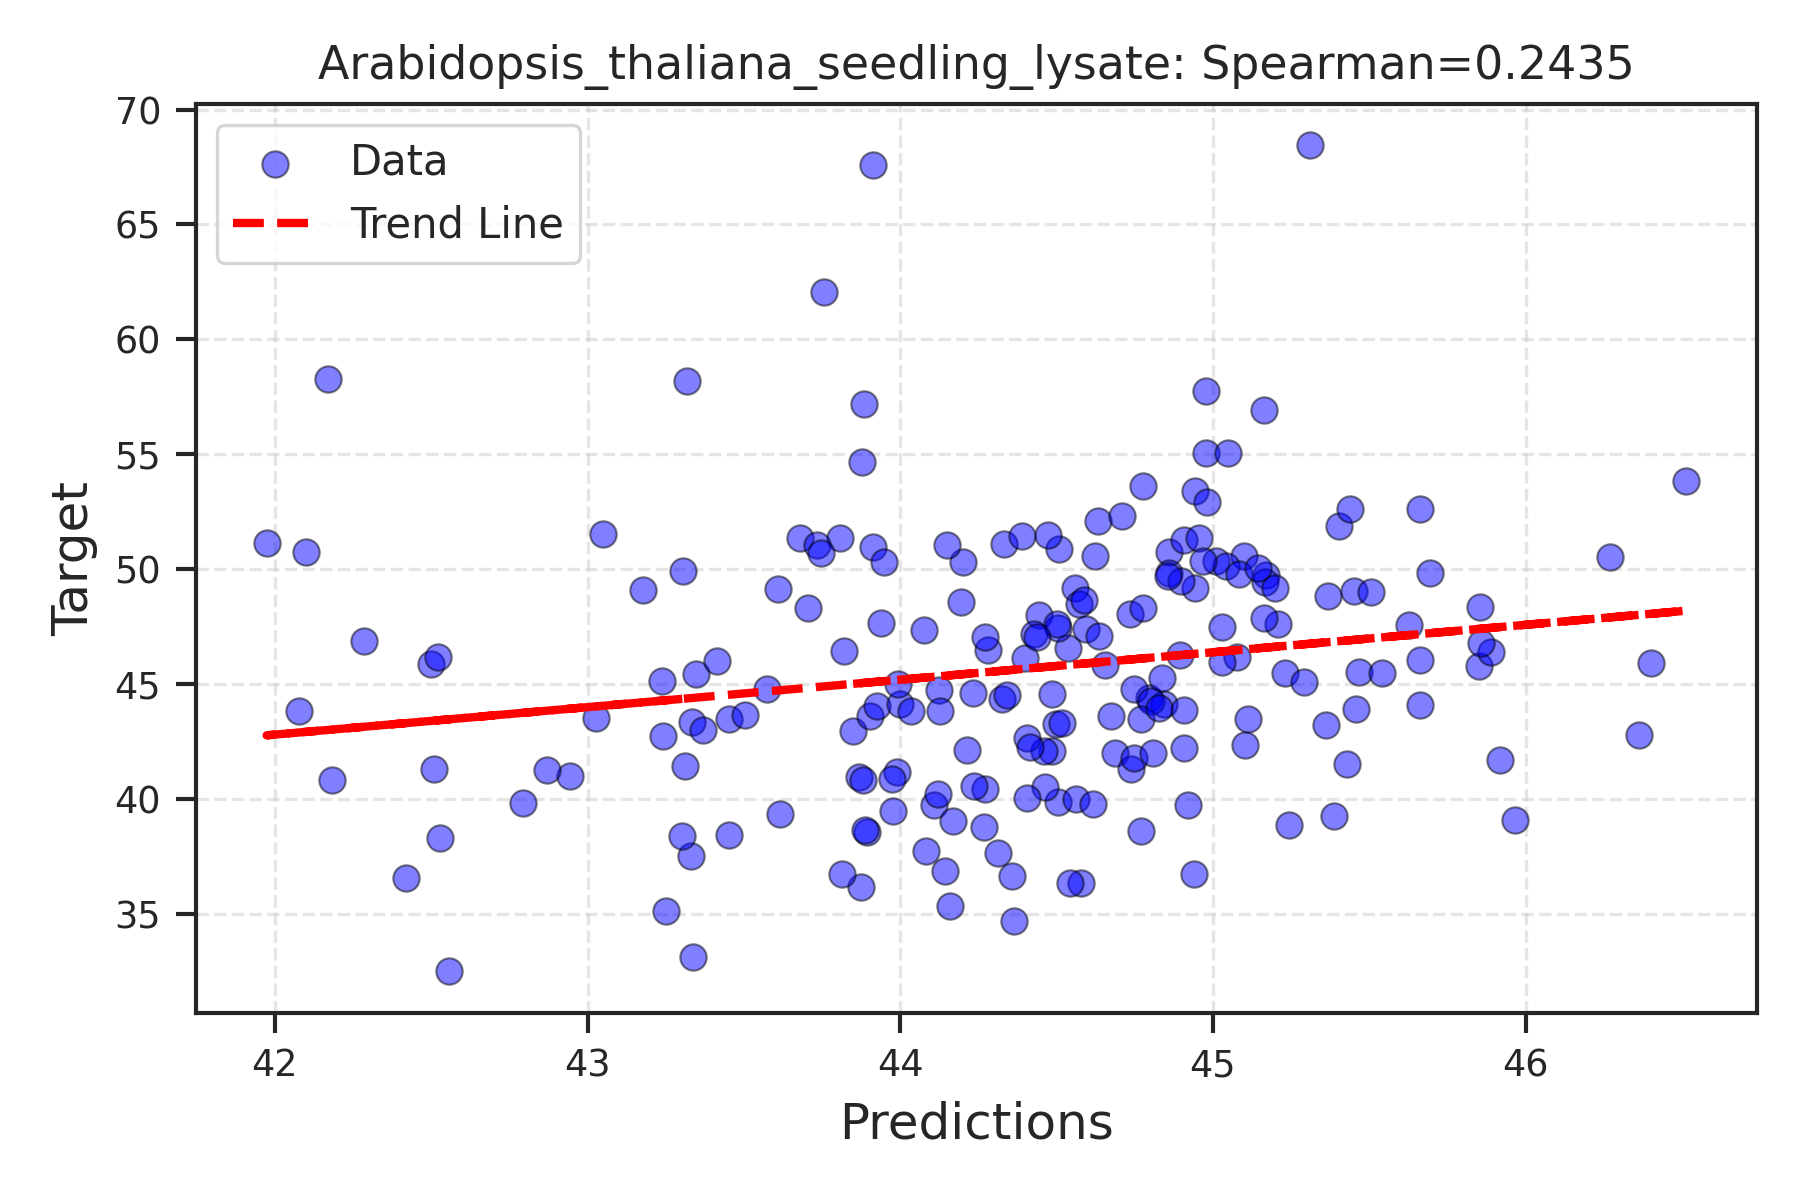 Arabidopsis_thaliana_seedling_lysate: Spearman=0.2435
Data
Trend Line
70
65
60
55
50
45
40
35
Target
42
43
44
45
46
Predictions